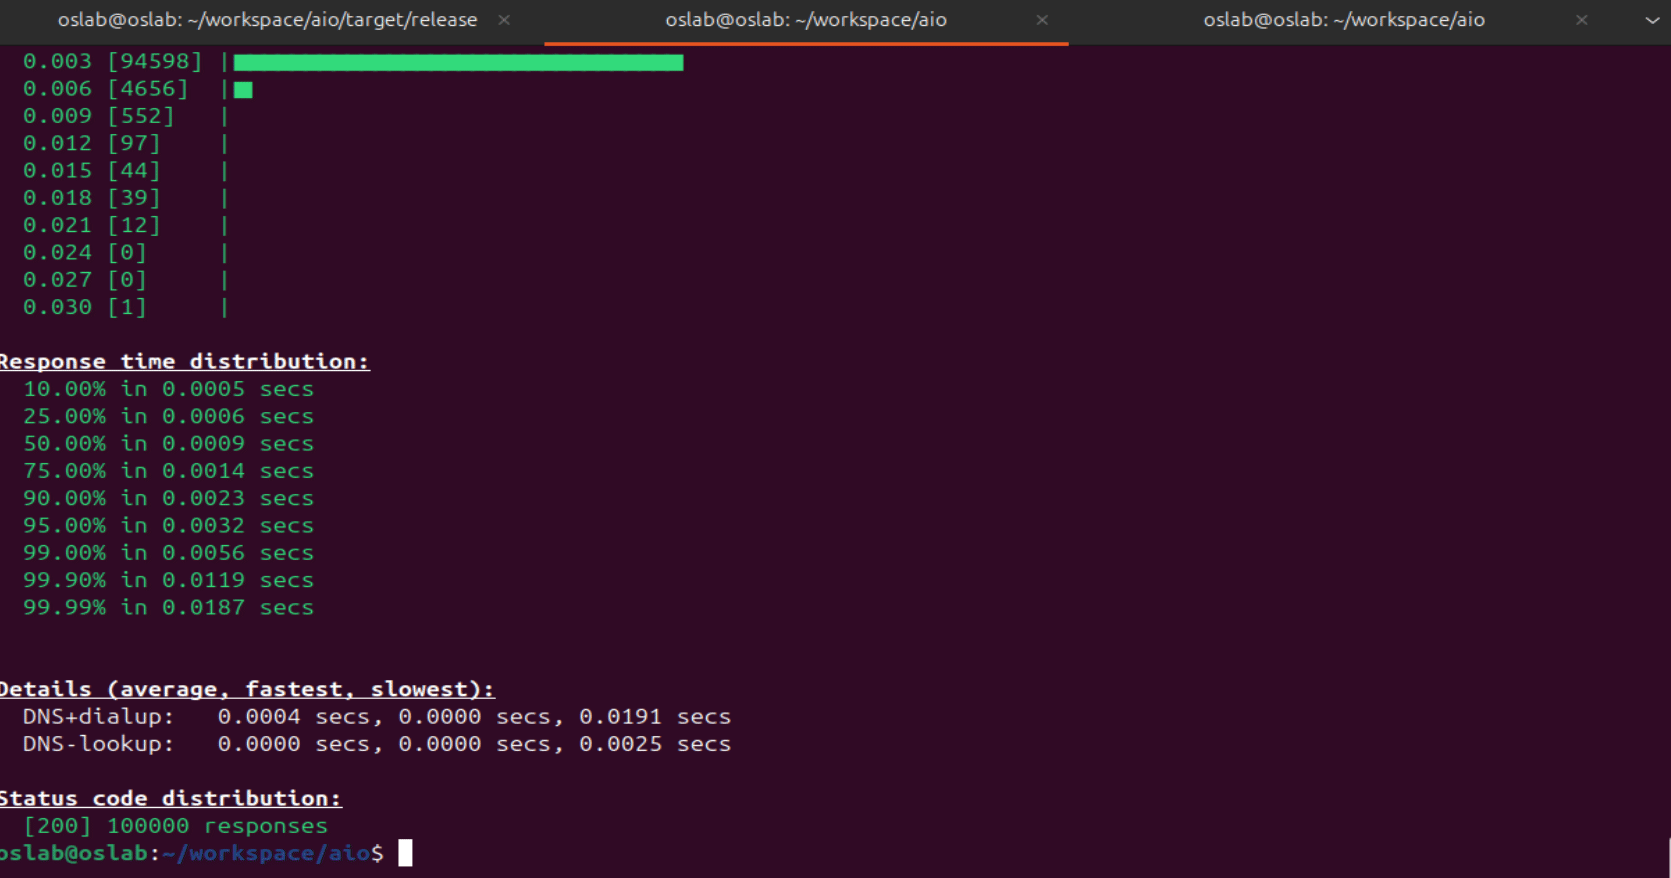 oslab@oslab: ~/workspace/aio/target/release × oslab@oslab: ~/workspace/aio × oslab@oslab: ~/workspace/aio ×
0.003 [94598] |
0.006 [4656] |
0.009 [552] |
0.012 [97] |
0.015 [44] |
0.018 [39] |
0.021 [12] |
0.024 [0] |
0.027 [0] |
0.030 [1] |
Response time distribution:
10.00% in 0.0005 secs
25.00% in 0.0006 secs
50.00% in 0.0009 secs
75.00% in 0.0014 secs
90.00% in 0.0023 secs
95.00% in 0.0032 secs
99.00% in 0.0056 secs
99.90% in 0.0119 secs
99.99% in 0.0187 secs
Details (average, fastest, slowest):
DNS+dialup: 0.0004 secs, 0.0000 secs, 0.0191 secs
DNS-lookup: 0.0000 secs, 0.0000 secs, 0.0025 secs
Status code distribution:
[200] 100000 responses
oslab@oslab:~/workspace/aio$